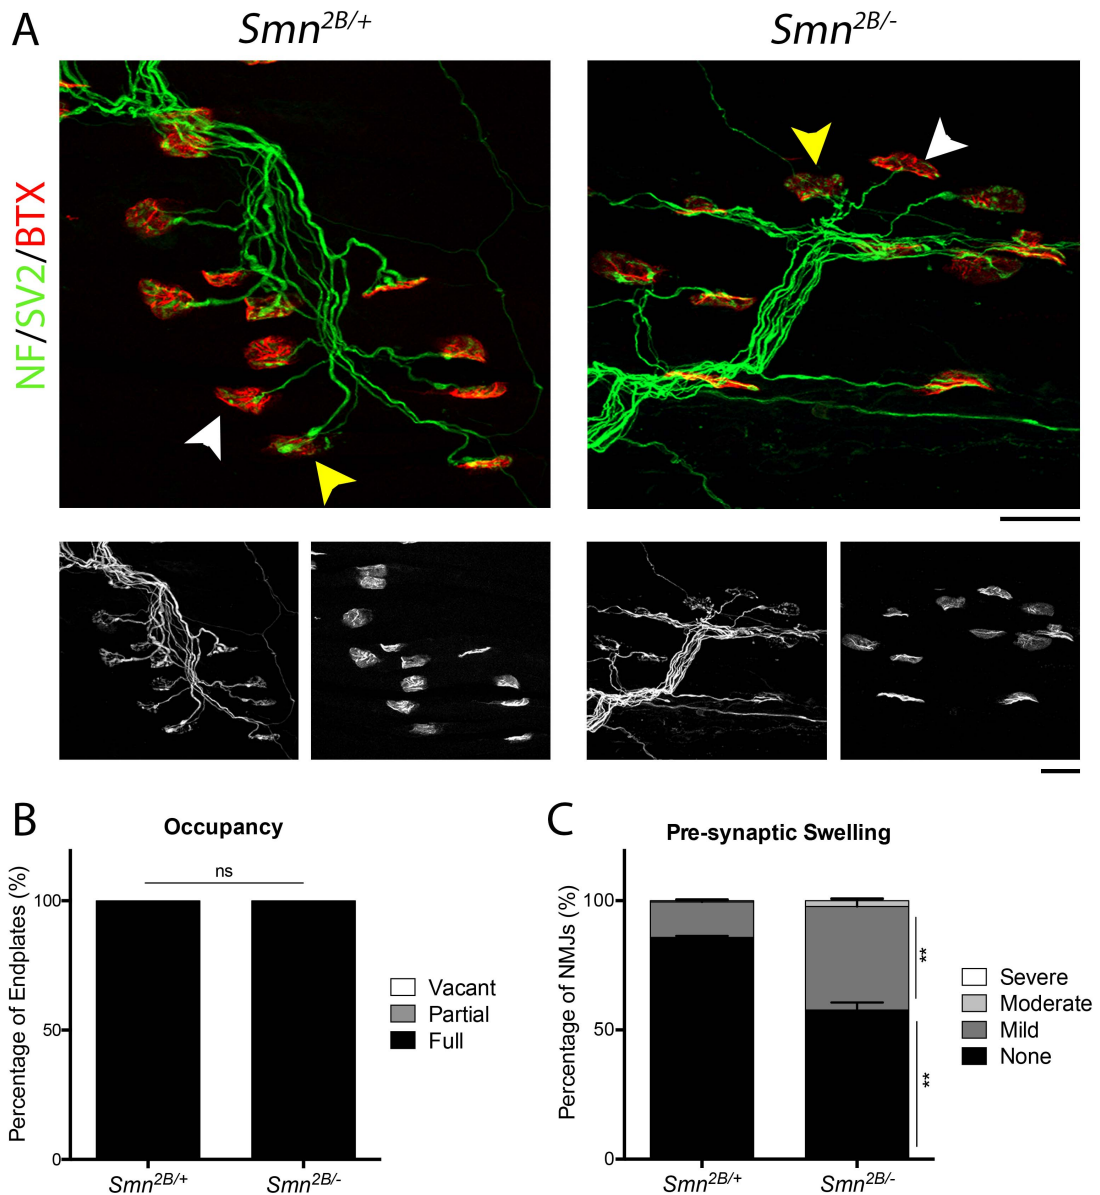 A
Smn2B/+
Smn2B/-
NF/SV2/BTX
B
Occupancy
ns
Percentage of Endplates (%)
100
50
0
Smn2B/+
Smn2B/-
Vacant
Partial
Full
C
Pre-synaptic Swelling
Percentage of NMJs (%)
100
50
0
**
**
Smn2B/+
Smn2B/-
Severe
Moderate
Mild
None